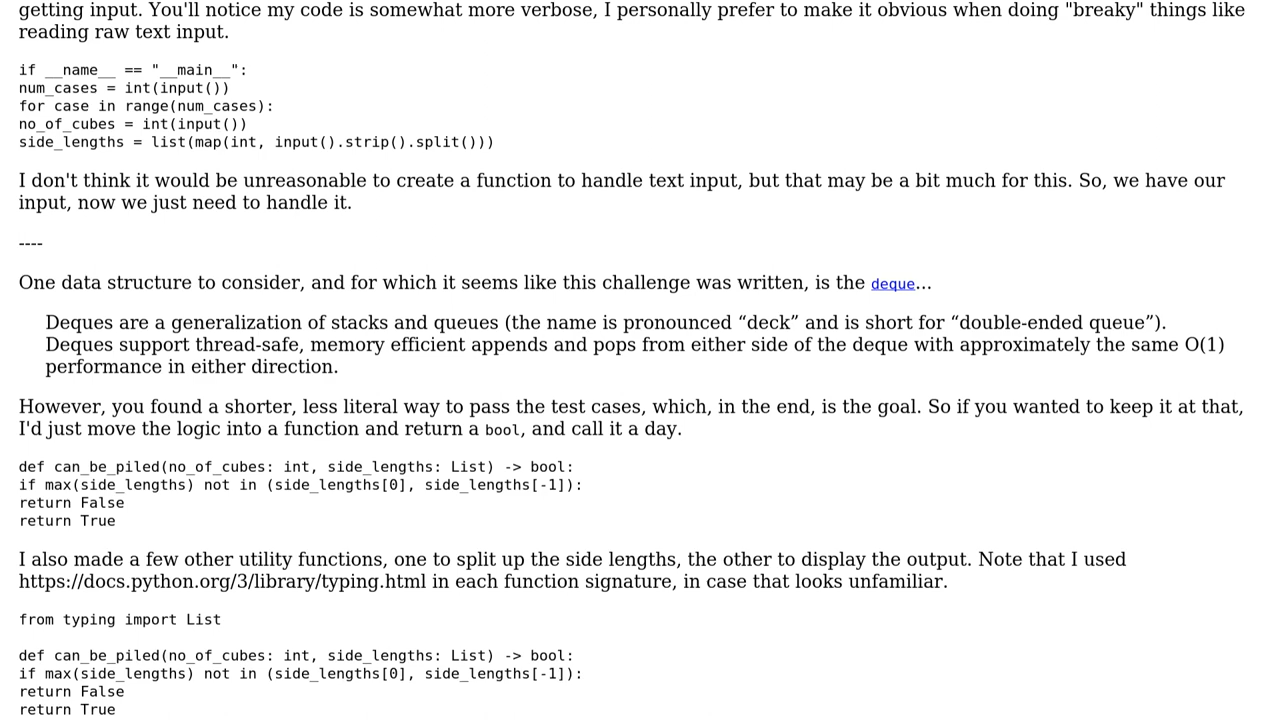 getting input. You'll notice my code is somewhat more verbose, I personally prefer to make it obvious when doing "breaky" things like
reading raw text input.
if __name__ == "__main__":
num_cases = int(input())
for case in range(num_cases):
no_of_cubes = int(input())
side_lengths = list(map(int, input().strip().split()))
I don't think it would be unreasonable to create a function to handle text input, but that may be a bit much for this. So, we have our
input, now we just need to handle it.
----
One data structure to consider, and for which it seems like this challenge was written, is the deque...
Deques are a generalization of stacks and queues (the name is pronounced “deck” and is short for “double-ended queue”).
Deques support thread-safe, memory efficient appends and pops from either side of the deque with approximately the same O(1)
performance in either direction.
However, you found a shorter, less literal way to pass the test cases, which, in the end, is the goal. So if you wanted to keep it at that,
I'd just move the logic into a function and return a bool, and call it a day.
def can_be_piled(no_of_cubes: int, side_lengths: List) -> bool:
if max(side_lengths) not in (side_lengths[0], side_lengths[-1]):
return False
return True
I also made a few other utility functions, one to split up the side lengths, the other to display the output. Note that I used
https://docs.python.org/3/library/typing.html in each function signature, in case that looks unfamiliar.
from typing import List
def can_be_piled(no_of_cubes: int, side_lengths: List) -> bool:
if max(side_lengths) not in (side_lengths[0], side_lengths[-1]):
return False
return True